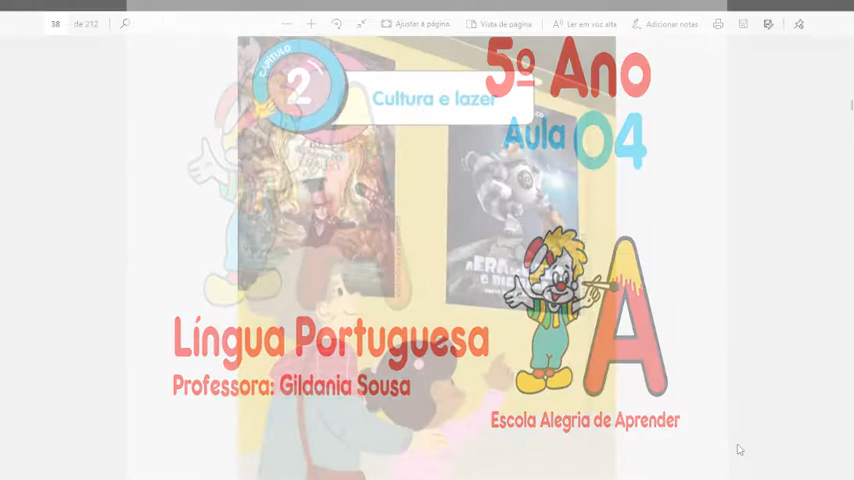 38 de 212
Ajustar à página
Vista de página
Ler em voz alta
Adicionar notas
CAPÍTULO
2
Cultura e lazer
5º Ano
Aula 04
A ERA
Língua Portuguesa
Professora: Gildania Sousa
A
Escola Alegria de Aprender